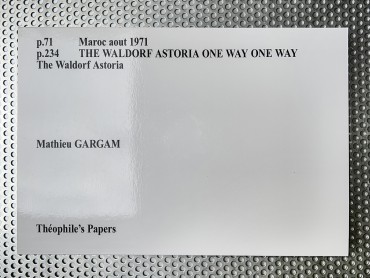 p.71 Maroc aout 1971
p.234 THE WALDORF ASTORIA ONE WAY ONE WAY
The Waldorf Astoria
Mathieu GARGAM
Théophile's Papers